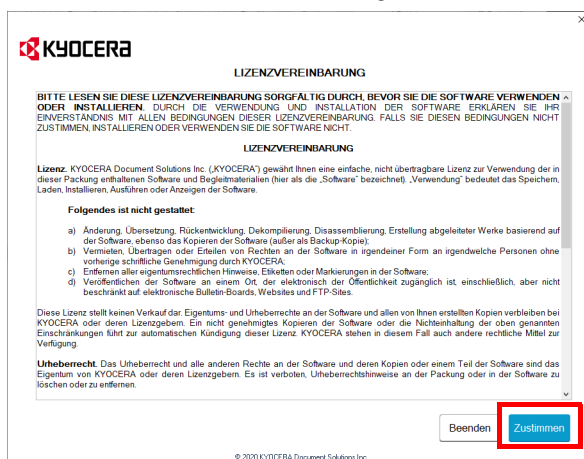 KYOCERA
LIZENZVEREINBARUNG
BITTE LESEN SIE DIESE LIZENZVEREINBARUNG SORGFÄLTIG DURCH, BEVOR SIE DIE SOFTWARE VERWENDEN
ODER INSTALLIEREN. DURCH DIE VERWENDUNG UND INSTALLATION DER SOFTWARE ERKLÄREN SIE IHR
EINVERSTÄNDNIS MIT ALLEN BEDINGUNGEN DIESER LIZENZVEREINBARUNG. FALLS SIE DIESEN BEDINGUNGEN NICHT
ZUSTIMMEN, INSTALLIEREN ODER VERWENDEN SIE DIE SOFTWARE NICHT.
LIZENZVEREINBARUNG
Lizenz. KYOCERA Document Solutions Inc. („KYOCERA") gewährt Ihnen eine einfache, nicht übertragbare Lizenz zur Verwendung der in
dieser Packung enthaltenen Software und Begleitmaterialien (hier als die „Software" bezeichnet). „Verwendung" bedeutet das Speichern,
Laden, Installieren, Ausführen oder Anzeigen der Software.
Folgendes ist nicht gestattet:
a) Änderung, Übersetzung, Rückentwicklung, Dekompilierung, Disassemblierung, Erstellung abgeleiteter Werke basierend auf
der Software, ebenso das Kopieren der Software (außer als Backup-Kopie);
b) Vermieten, Übertragen oder Erteilen von Rechten an der Software in irgendeiner Form an irgendwelche Personen ohne
vorherige schriftliche Genehmigung durch KYOCERA;
c) Entfernen aller eigentumsrechtlichen Hinweise, Etiketten oder Markierungen in der Software;
d) Veröffentlichen der Software an einem Ort, der elektronisch der Öffentlichkeit zugänglich ist, einschließlich, aber nicht
beschränkt auf: elektronische Bulletin-Boards, Websites und FTP-Sites.
Diese Lizenz stellt keinen Verkauf dar. Eigentums- und Urheberrechte an der Software und allen von Ihnen erstellten Kopien verbleiben bei
KYOCERA oder deren Lizenzgebern. Ein nicht genehmigtes Kopieren der Software oder die Nichteinhaltung der oben genannten
Einschränkungen führt zur automatischen Kündigung dieser Lizenz. KYOCERA stehen in diesem Fall auch andere rechtliche Mittel zur
Verfügung.
Urheberrecht. Das Urheberrecht und alle anderen Rechte an der Software und deren Kopien oder einem Teil der Software sind das
Eigentum von KYOCERA oder deren Lizenzgebern. Es ist verboten, Urheberrechtshinweise an der Packung oder in der Software zu
löschen oder zu entfernen.
Beenden
Zustimmen
© 2020 KYOCERA Document Solutions Inc.